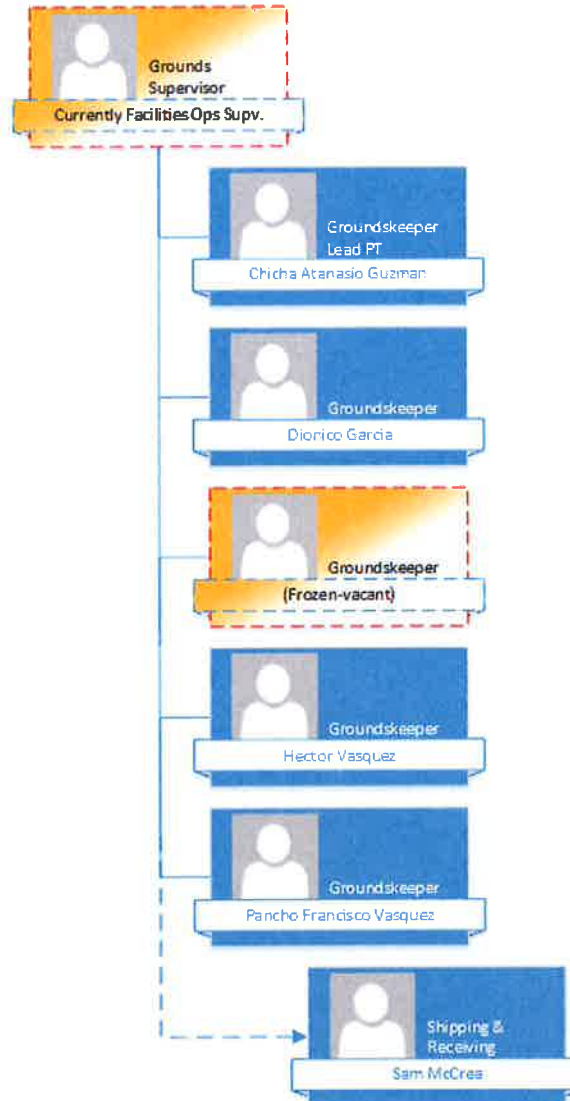 Grounds
Supervisor
Currently Facilities Ops Supv.
Groundskeeper
Lead PT
Chicha Atanasio Guzman
Groundskeeper
Dionico Garcia
Groundskeeper
(Frozen-vacant)
Groundskeeper
Hector Vasquez
Groundskeeper
Pancho Francisco Vasquez
Shipping &
Receiving
Sam McCrea